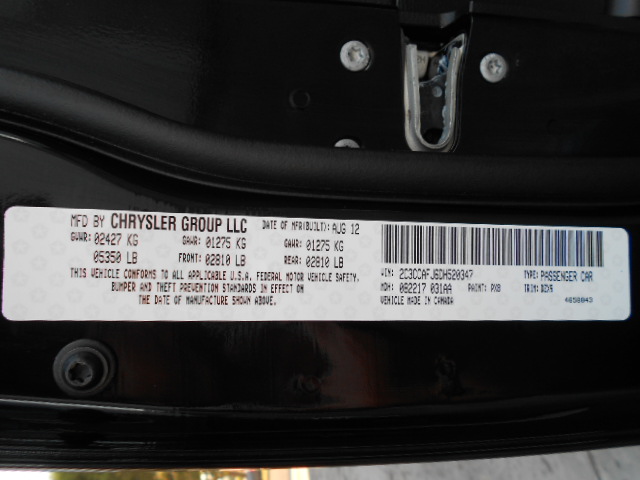 MFD BY CHRYSLER GROUP LLC DATE OF MFR(BUILT): AUG 12
GVWR: 02427 KG GAWR: 01275 KG GAWR: 01275 KG
05350 LB FRONT: 02810 LB REAR: 02810 LB
THIS VEHICLE CONFORMS TO ALL APPLICABLE U.S.A. FEDERAL MOTOR VEHICLE SAFETY,
BUMPER AND THEFT PREVENTION STANDARDS IN EFFECT ON
THE DATE OF MANUFACTURE SHOWN ABOVE.
VIN: 2C3CCAFJ6DH520347 TYPE: PASSENGER CAR
MDH: 082217 031AA PAINT: PX8 TRIM:
VEHICLE MADE IN CANADA 4658843